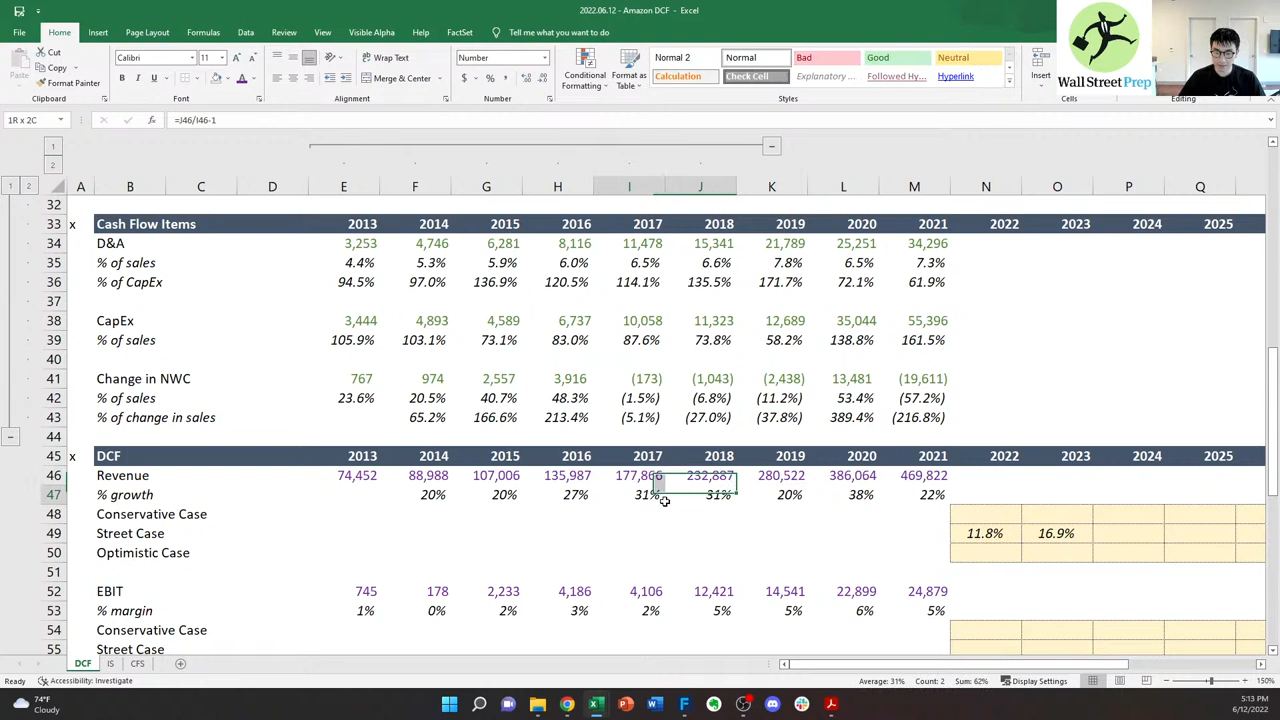 2022.06.12 - Amazon DCF - Excel
File Home Insert Page Layout Formulas Data Review View Visible Alpha Help FactSet Tell me what you want to do
Paste Cut Copy Format Painter Clipboard
Calibri 11 B I U A A Font
Wrap Text Merge & Center Alignment
Number $ % Number
Conditional Formatting Format as Table
Normal 2 Normal Bad Good Neutral
Calculation Check Cell Explanatory ... Followed Hy... Hyperlink
Styles
Insert Cells Editing
WALL STREET PREP
1R x 2C fx =J46/I46-1
1 2
A B C D E F G H I J K L M N O P Q
32
33 x Cash Flow Items 2013 2014 2015 2016 2017 2018 2019 2020 2021 2022 2023 2024 2025
34 D&A 3,253 4,746 6,281 8,116 11,478 15,341 21,789 25,251 34,296
35 % of sales 4.4% 5.3% 5.9% 6.0% 6.5% 6.6% 7.8% 6.5% 7.3%
36 % of CapEx 94.5% 97.0% 136.9% 120.5% 114.1% 135.5% 171.7% 72.1% 61.9%
37
38 CapEx 3,444 4,893 4,589 6,737 10,058 11,323 12,689 35,044 55,396
39 % of sales 105.9% 103.1% 73.1% 83.0% 87.6% 73.8% 58.2% 138.8% 161.5%
40
41 Change in NWC 767 974 2,557 3,916 (173) (1,043) (2,438) 13,481 (19,611)
42 % of sales 23.6% 20.5% 40.7% 48.3% (1.5%) (6.8%) (11.2%) 53.4% (57.2%)
43 % of change in sales 65.2% 166.6% 213.4% (5.1%) (27.0%) (37.8%) 389.4% (216.8%)
44
45 x DCF 2013 2014 2015 2016 2017 2018 2019 2020 2021 2022 2023 2024 2025
46 Revenue 74,452 88,988 107,006 135,987 177,866 232,887 280,522 386,064 469,822
47 % growth 20% 20% 27% 31% 31% 20% 38% 22%
48 Conservative Case
49 Street Case 11.8% 16.9%
50 Optimistic Case
51
52 EBIT 745 178 2,233 4,186 4,106 12,421 14,541 22,899 24,879
53 % margin 1% 0% 2% 3% 2% 5% 5% 6% 5%
54 Conservative Case
55 Street Case
DCF IS CFS
Ready Accessibility: Investigate Average: 31% Count: 2 Sum: 62% Display Settings 150%
74°F
Cloudy
5:13 PM
6/12/2022